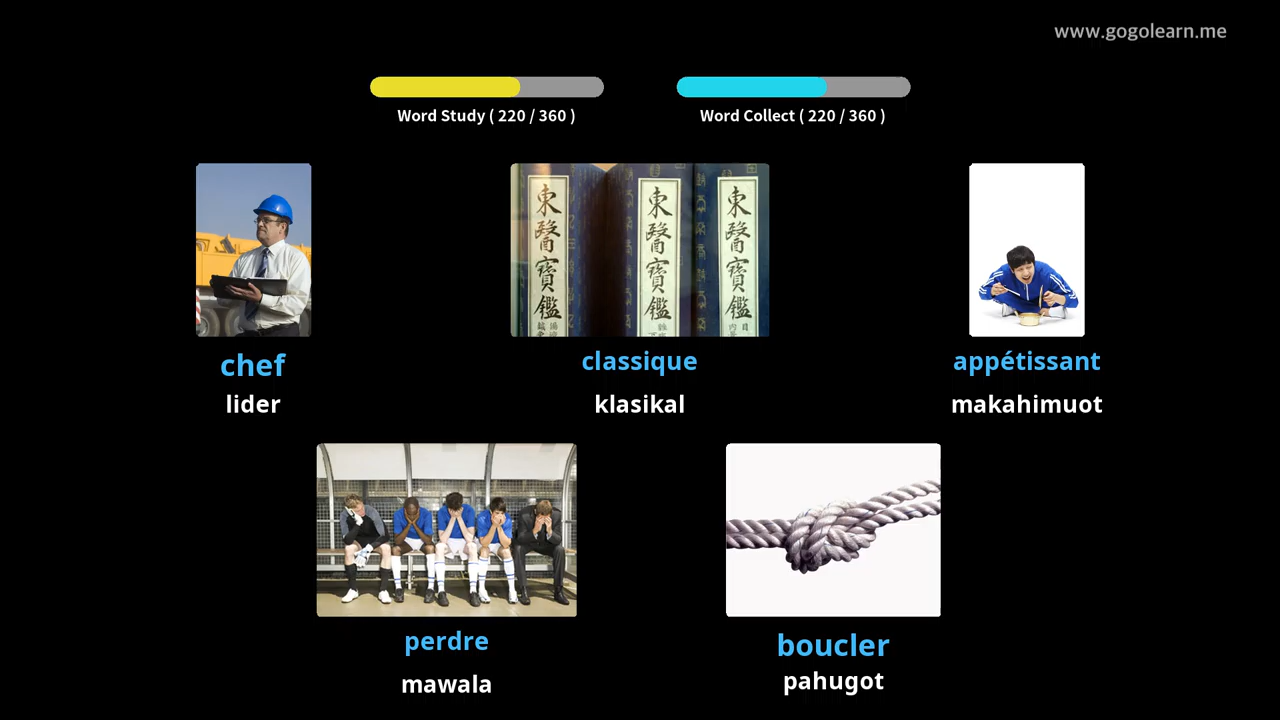 www.gogolearn.me
Word Study ( 220 / 360 )
Word Collect ( 220 / 360 )
東醫寶鑑
東醫寶鑑
東醫寶鑑
chef
lider
classique
klasikal
appétissant
makahimuot
perdre
mawala
boucler
pahugot